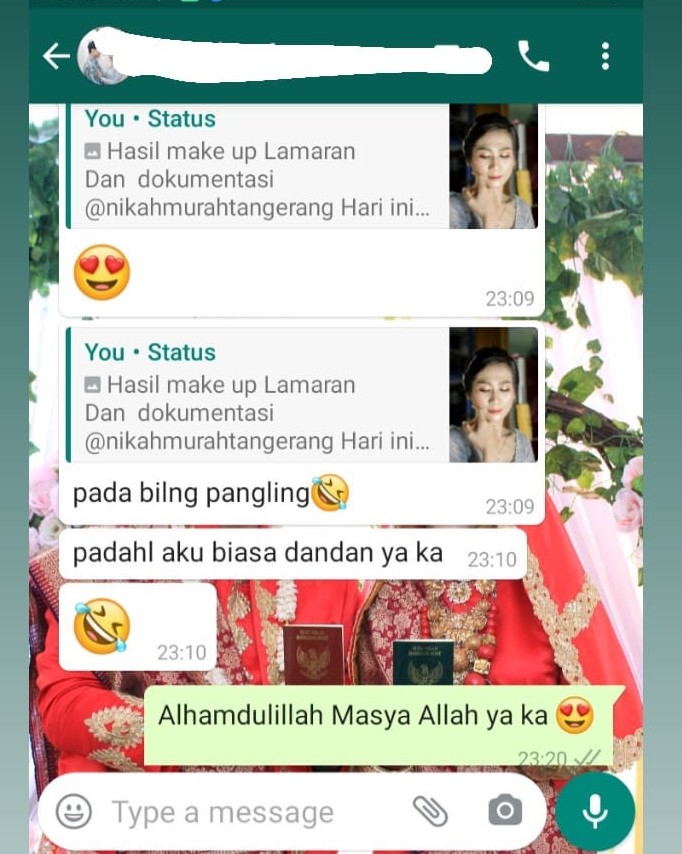 You • Status
Hasil make up Lamaran
Dan dokumentasi
@nikahmurahtangerang Hari ini...
23:09
You • Status
Hasil make up Lamaran
Dan dokumentasi
@nikahmurahtangerang Hari ini...
pada bilng pangling🤣
23:09
padahl aku biasa dandan ya ka
23:10
23:10
Alhamdulillah Masya Allah ya ka 😍
23:20
Type a message